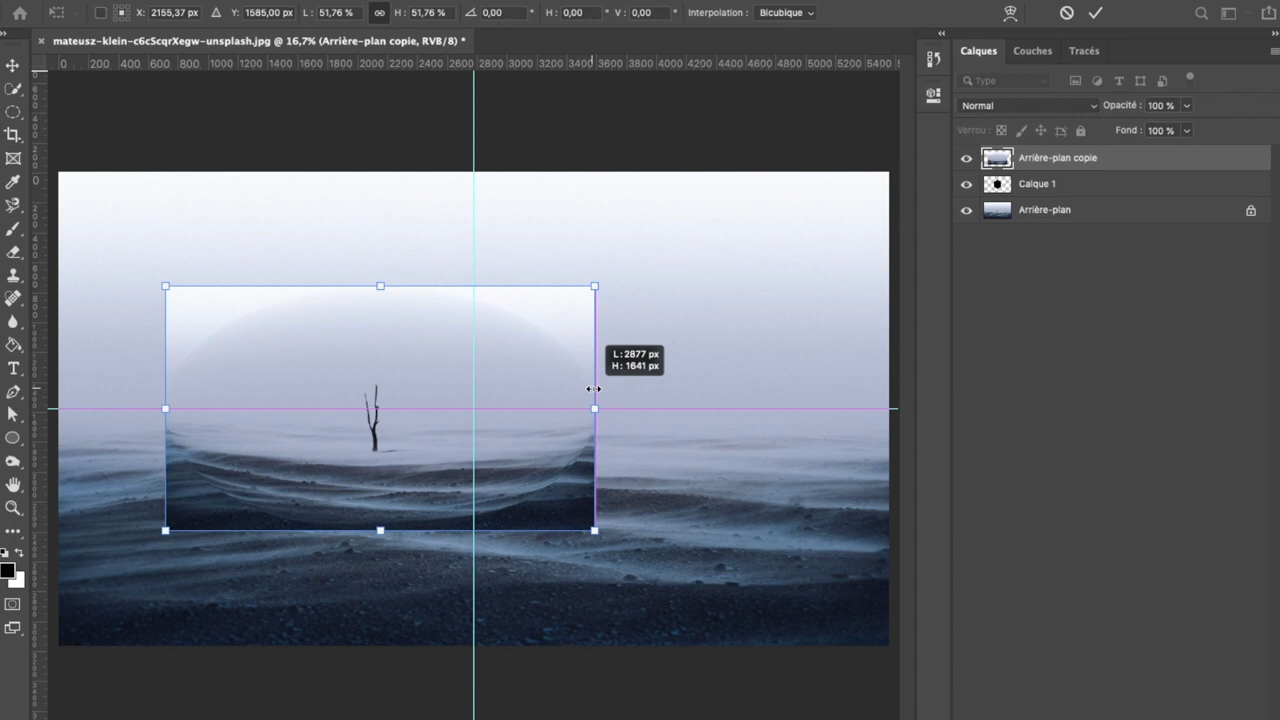 X: 2155,37 px Y: 1585,00 px L: 51,76 % H: 51,76 % 0,00 ° H: 0,00 ° V: 0,00 ° Interpolation : Bicubique
× mateusz-klein-c6cScqrXegw-unsplash.jpg @ 16,7% (Arrière-plan copie, RVB/8) *
0 200 400 600 800 1000 1200 1400 1600 1800 2000 2200 2400 2600 2800 3000 3200 3400 3600 3800 4000 4200 4400 4600 4800 5000 5200 5400
Calques Couches Tracés
Type
Normal Opacité : 100 %
Verrou : Fond : 100 %
Arrière-plan copie
Calque 1
Arrière-plan
L : 2877 px
H : 1641 px